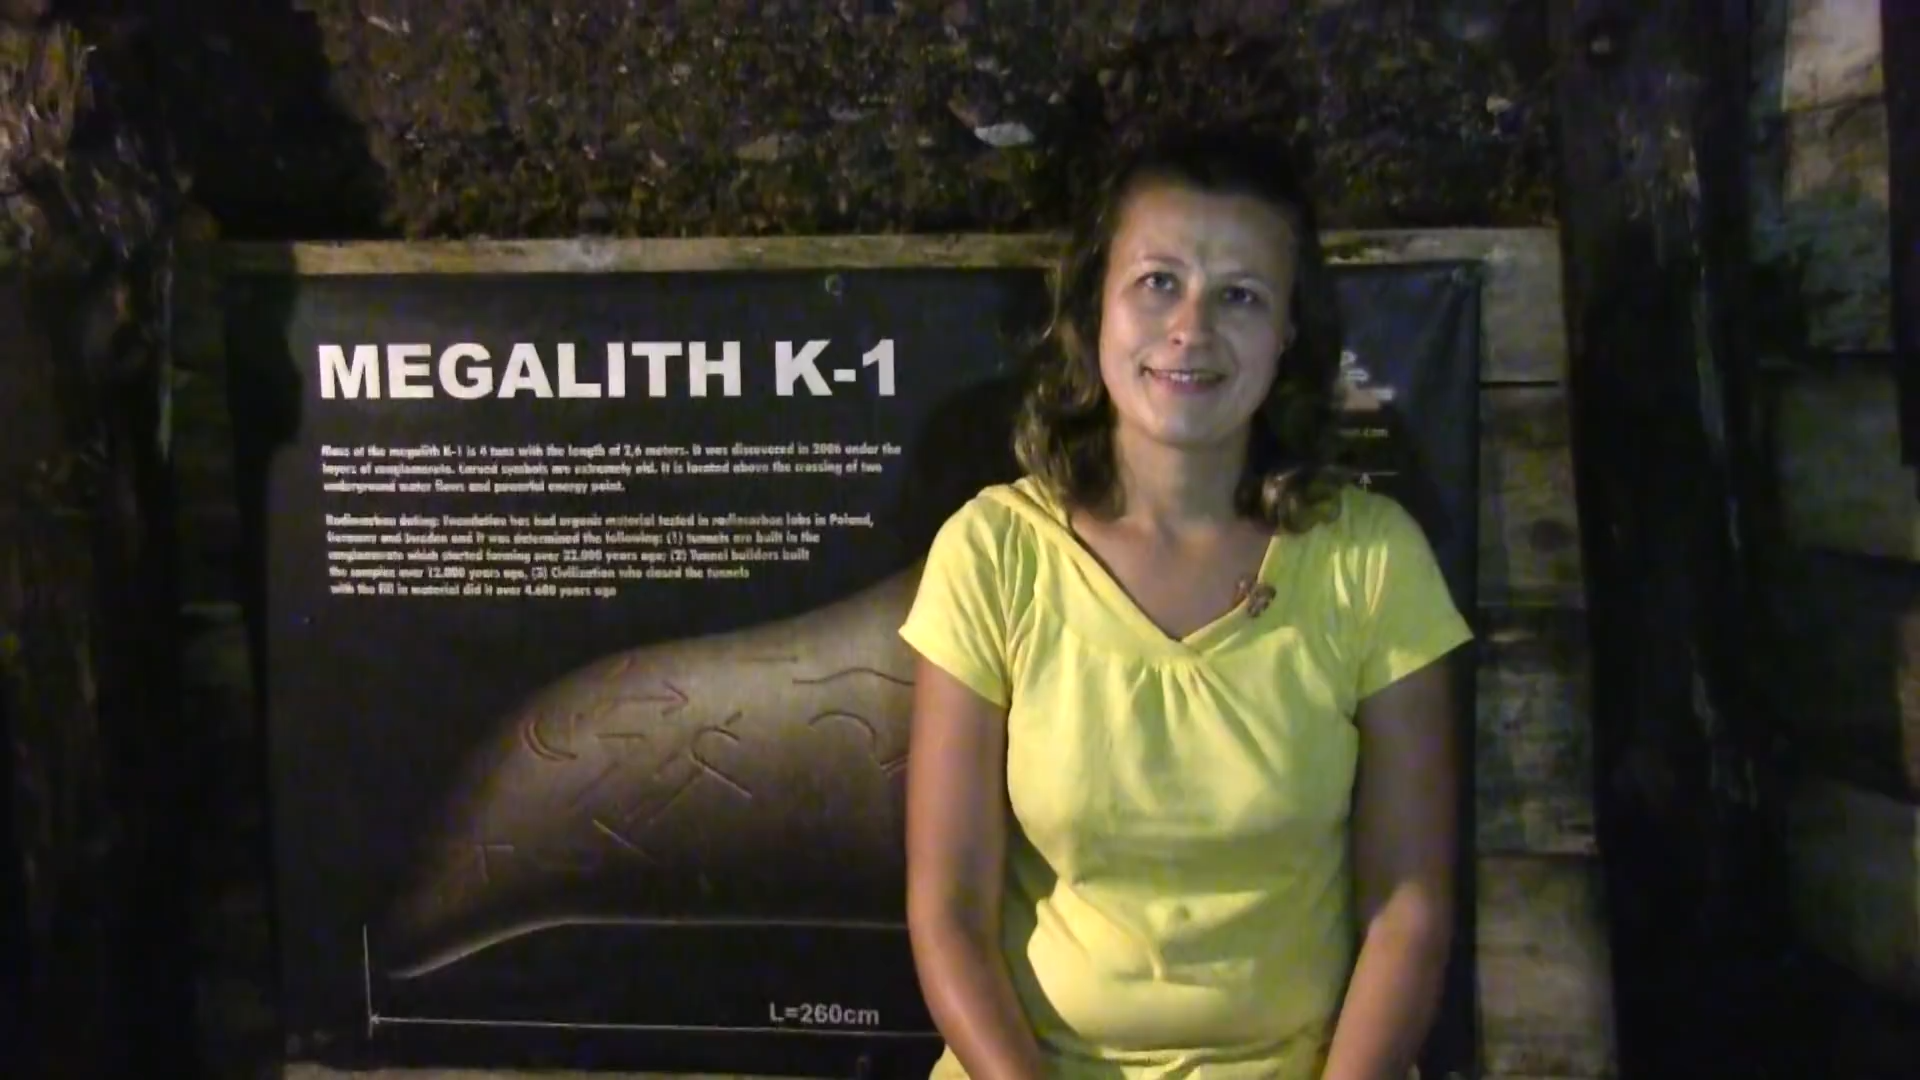 MEGALITH K-1
Mass of the megalith K-1 is 4 tons with the length of 2,6 meters. It was discovered in 2006 under the
layers of conglomerate. Carved symbols are extremely old. It is located above the crossing of two
underground water flows and powerful energy point.
Radiocarbon dating: Foundation has had organic material tested in radiocarbon labs in Poland,
Germany and Sweden and it was determined the following: (1) tunnels are built in the
conglomerate which started forming over 32.000 years ago; (2) Tunnel builders built
the complex over 12.000 years ago, (3) Civilization who closed the tunnels
with the fill in material did it over 4.600 years ago
L=260cm